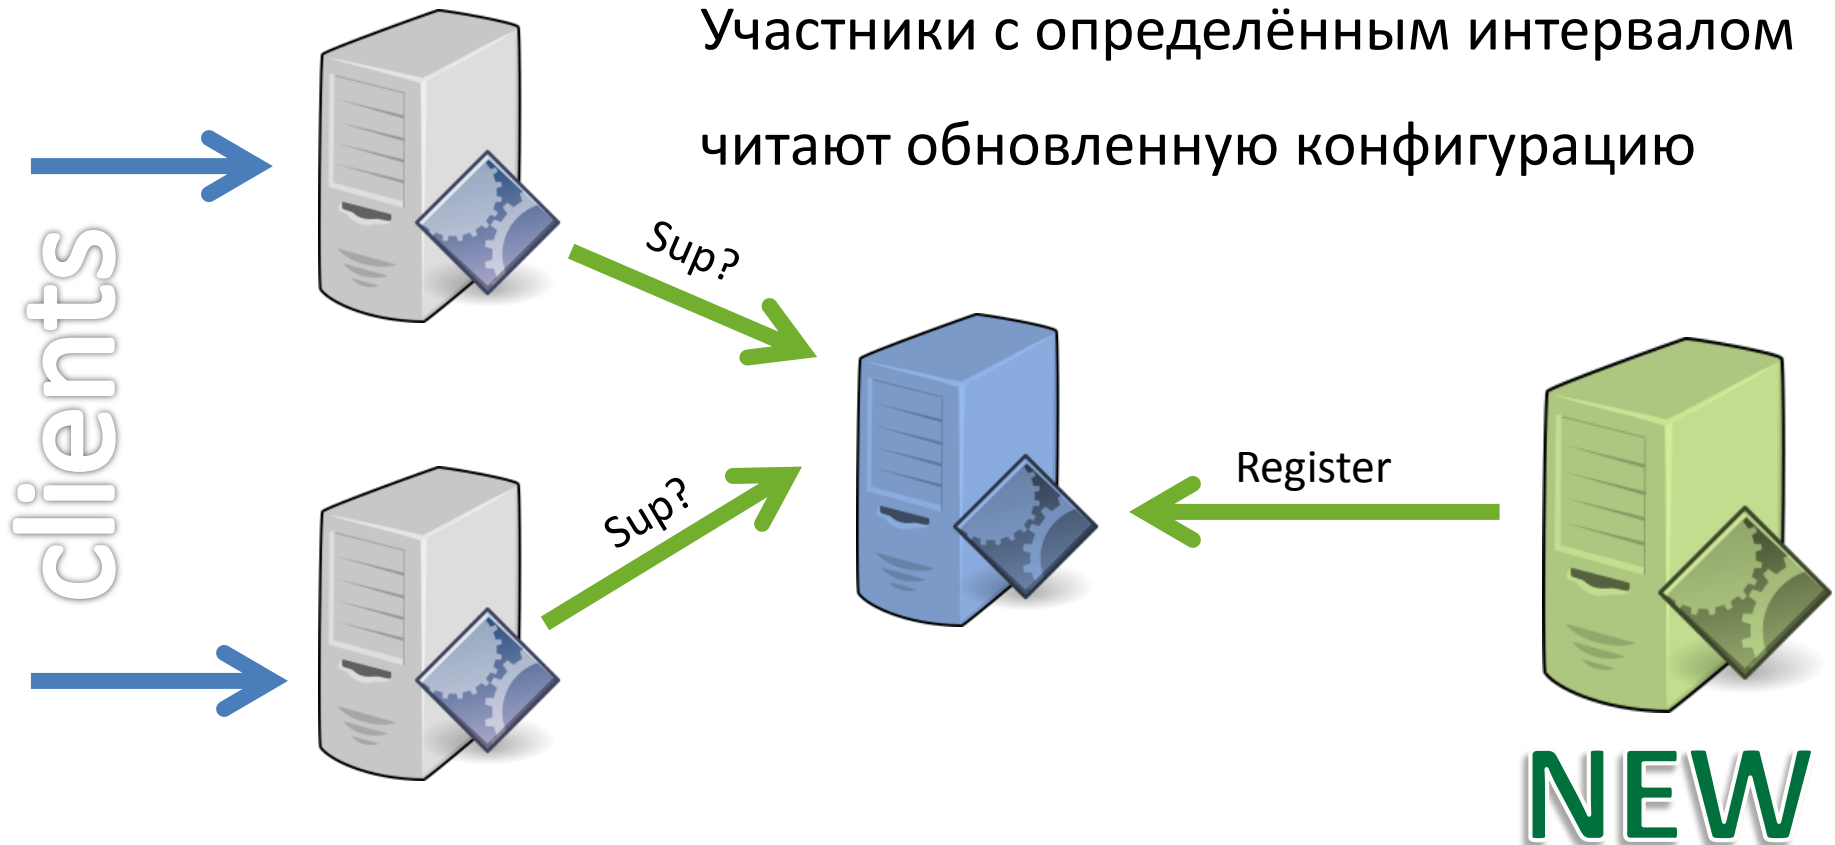 Участники с определённым интервалом
читают обновленную конфигурацию
clients
Sup?
Sup?
Register
NEW